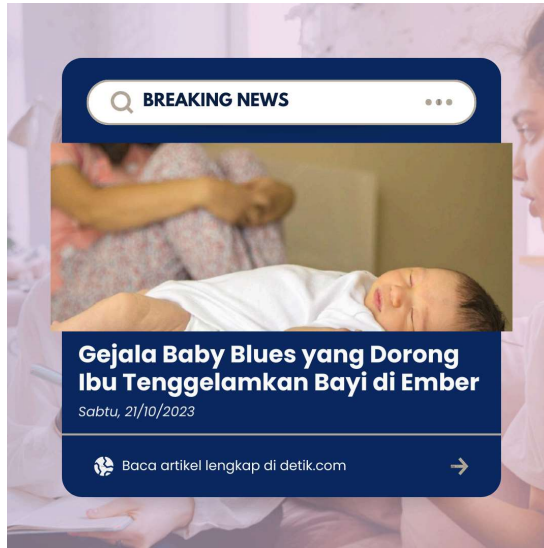 BREAKING NEWS
Gejala Baby Blues yang Dorong
Ibu Tenggelamkan Bayi di Ember
Sabtu, 21/10/2023
Baca artikel lengkap di detik.com